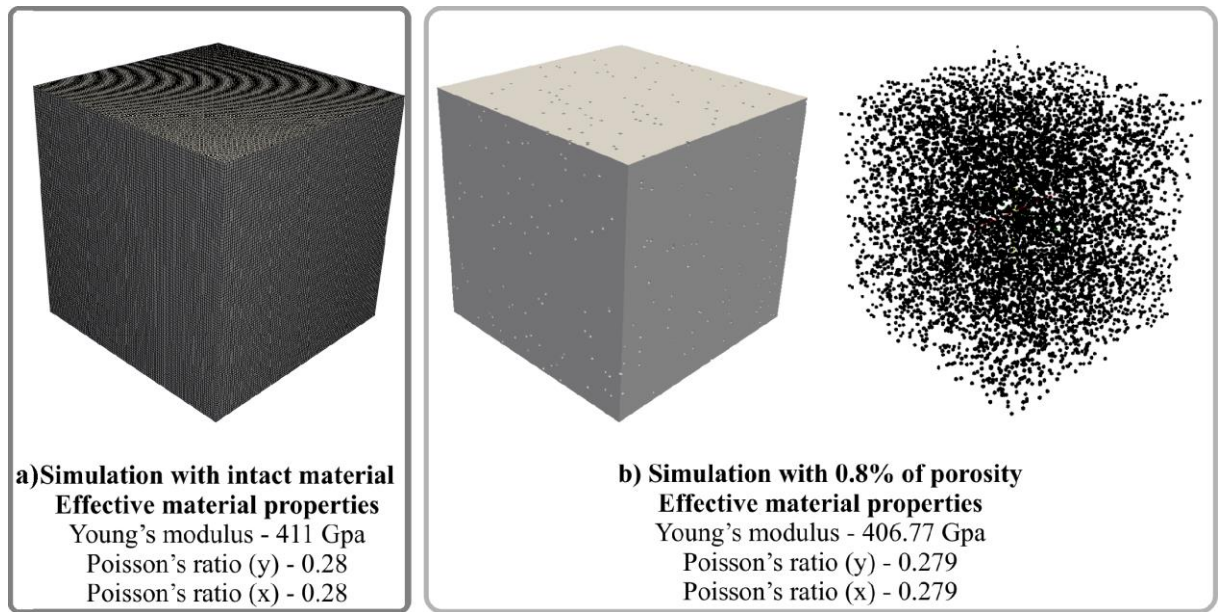 a)Simulation with intact material
Effective material properties
Young's modulus - 411 Gpa
Poisson's ratio (y) - 0.28
Poisson's ratio (x) - 0.28
b) Simulation with 0.8% of porosity
Effective material properties
Young's modulus - 406.77 Gpa
Poisson's ratio (y) - 0.279
Poisson's ratio (x) - 0.279